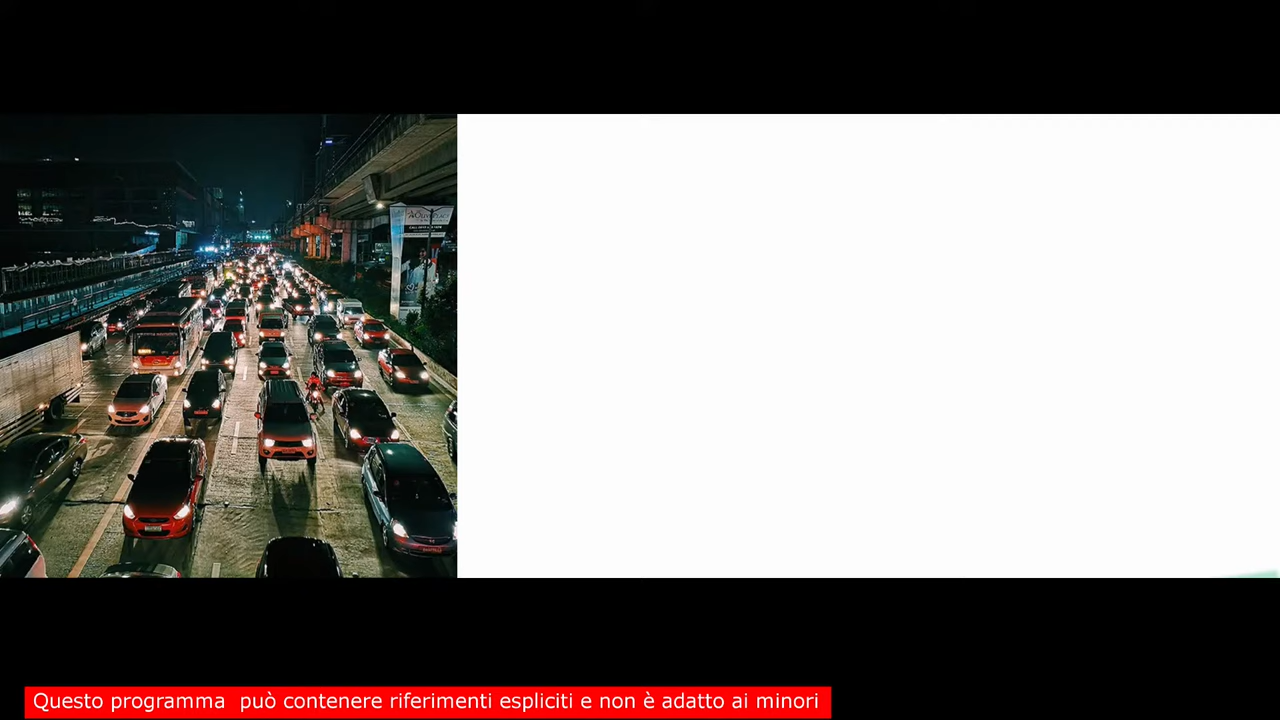 Questo programma  può contenere riferimenti espliciti e non è adatto ai minori